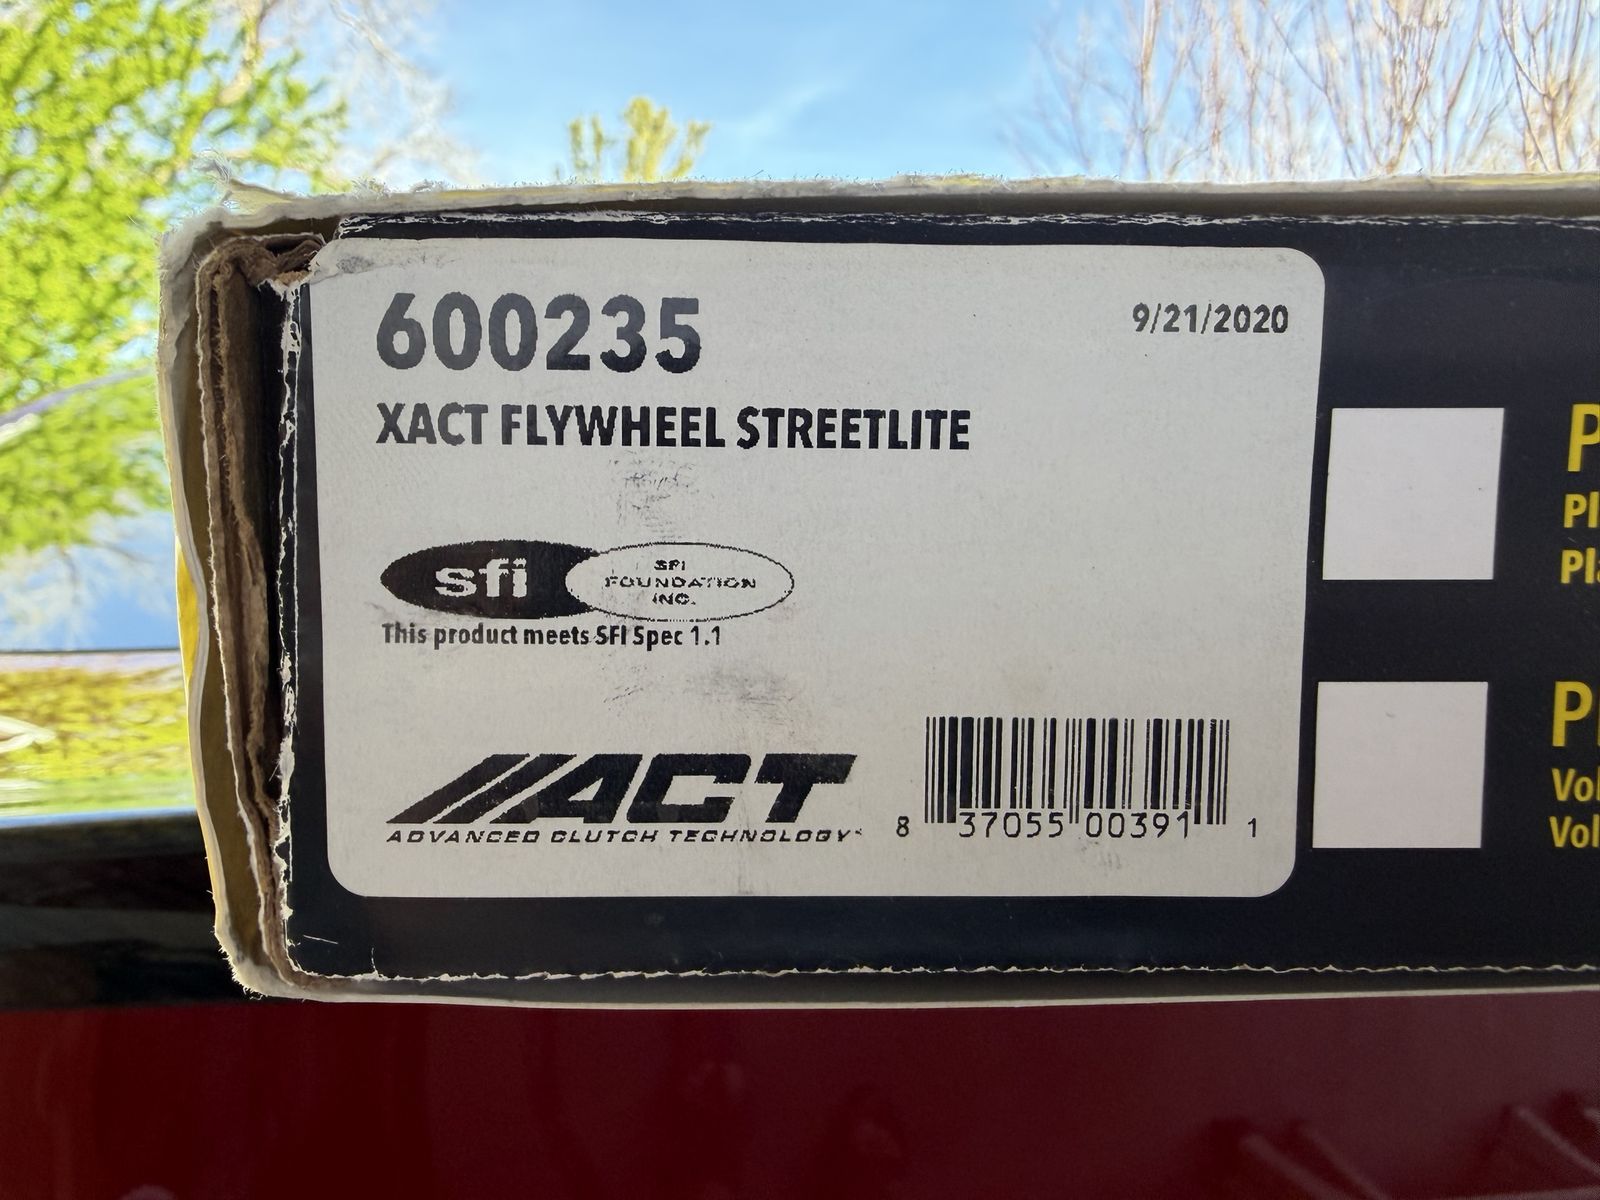 600235
9/21/2020
XACT FLYWHEEL STREETLITE
sfi
SFI
FOUNDATION
INC.
This product meets SFI Spec 1.1
ACT
ADVANCED CLUTCH TECHNOLOGY
8 37055 00391 1